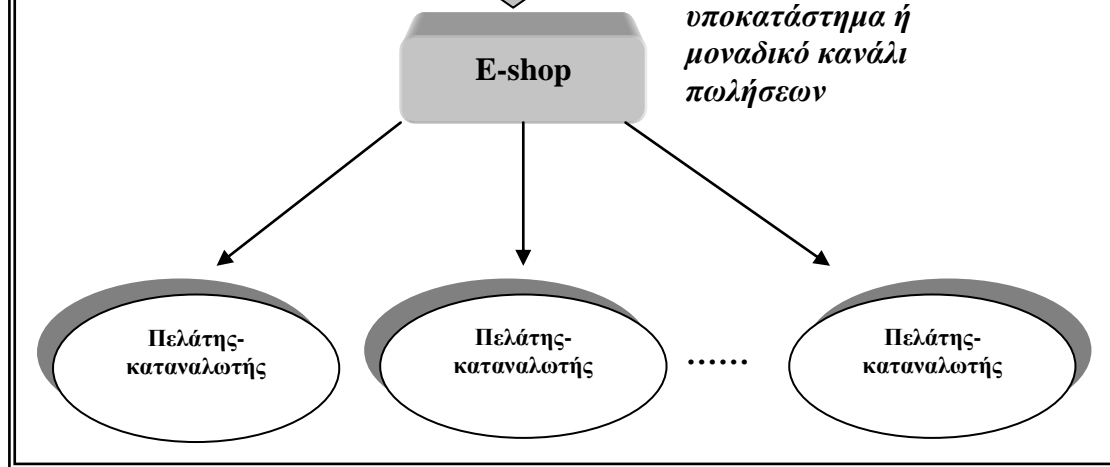 υποκατάστημα ή
μοναδικό κανάλι
πωλήσεων
E-shop
Πελάτης-
καταναλωτής
Πελάτης-
καταναλωτής
......
Πελάτης-
καταναλωτής